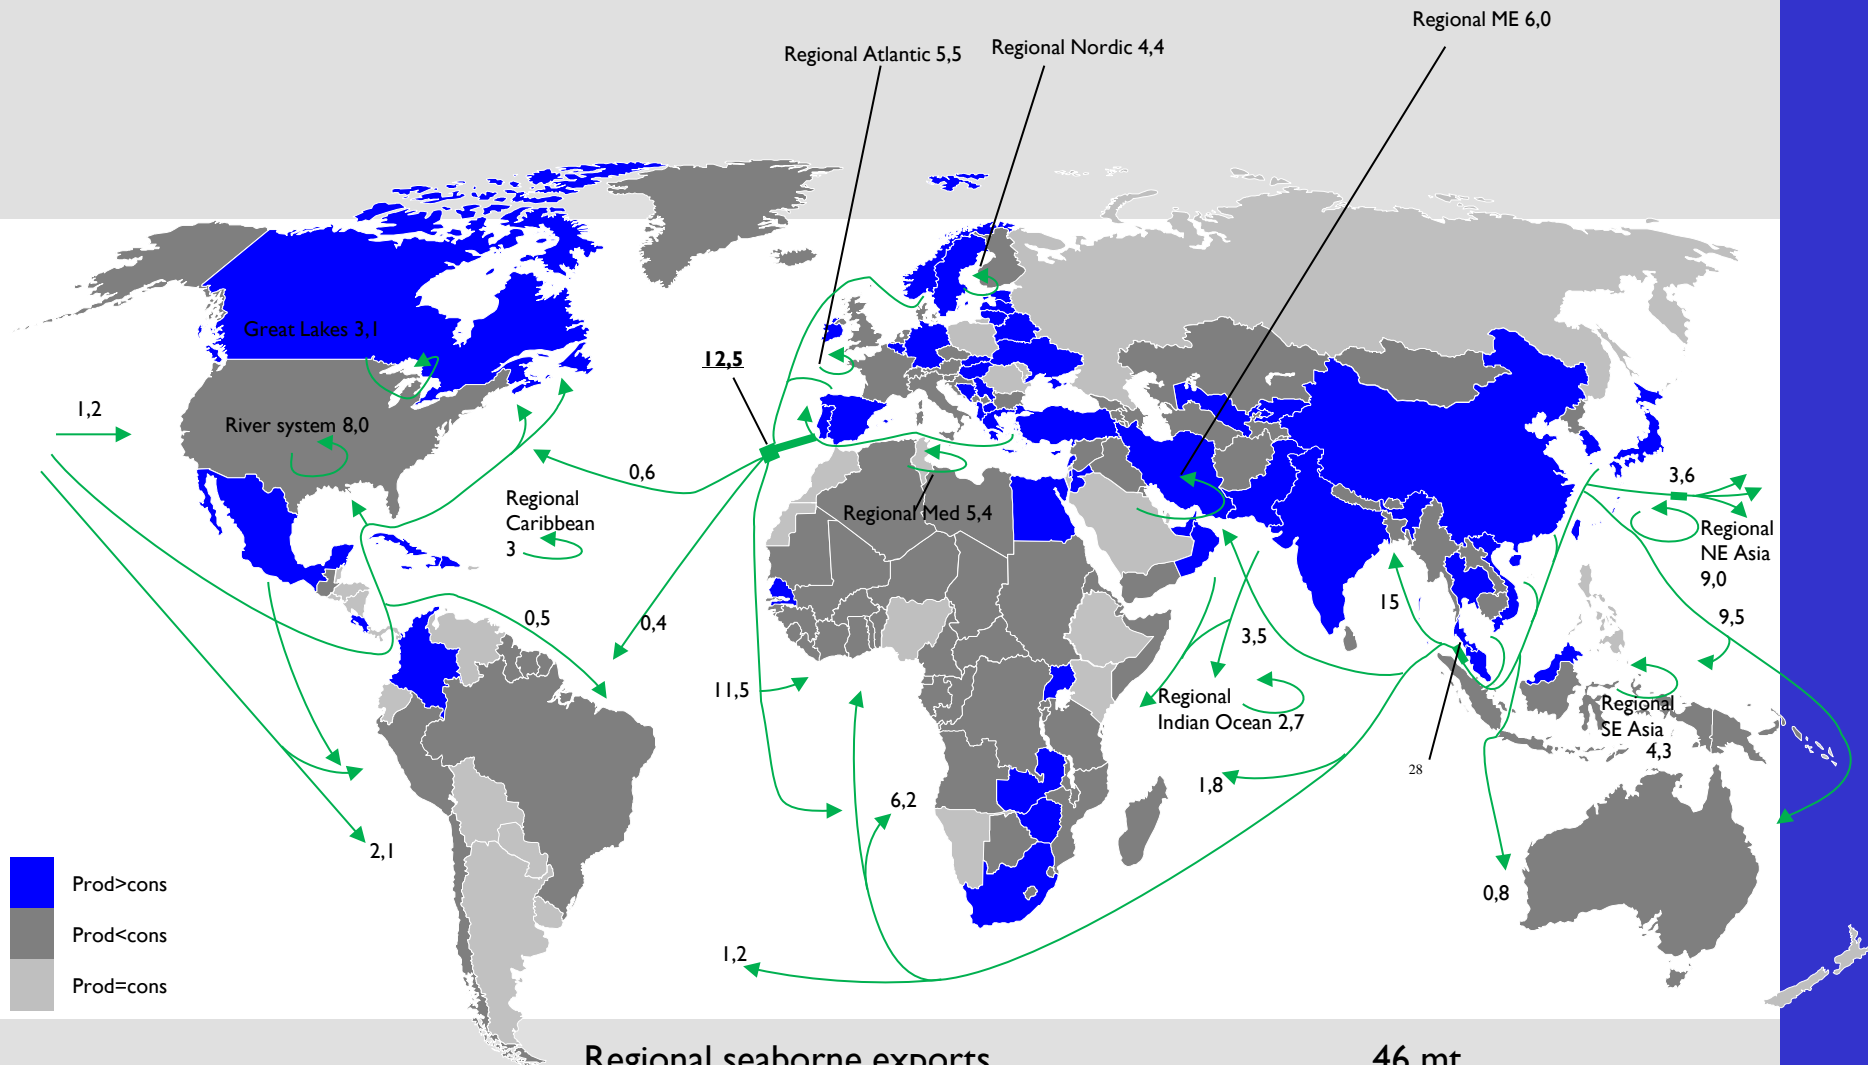 Regional ME 6,0
Regional Nordic 4,4
Regional Atlantic 5,5
Great Lakes 3,1
12,5
1,2
River system 8,0
0,6
3,6
Regional
Caribbean
3
Regional Med 5,4
Regional
NE Asia
9,0
15
0,5
0,4
3,5
9,5
11,5
Regional
Indian Ocean 2,7
Regional
SE Asia
4,3
28
1,8
6,2
2,1
0,8
1,2
Prod>cons
Prod<cons
Prod=cons
Regional seaborne exports 46 mt